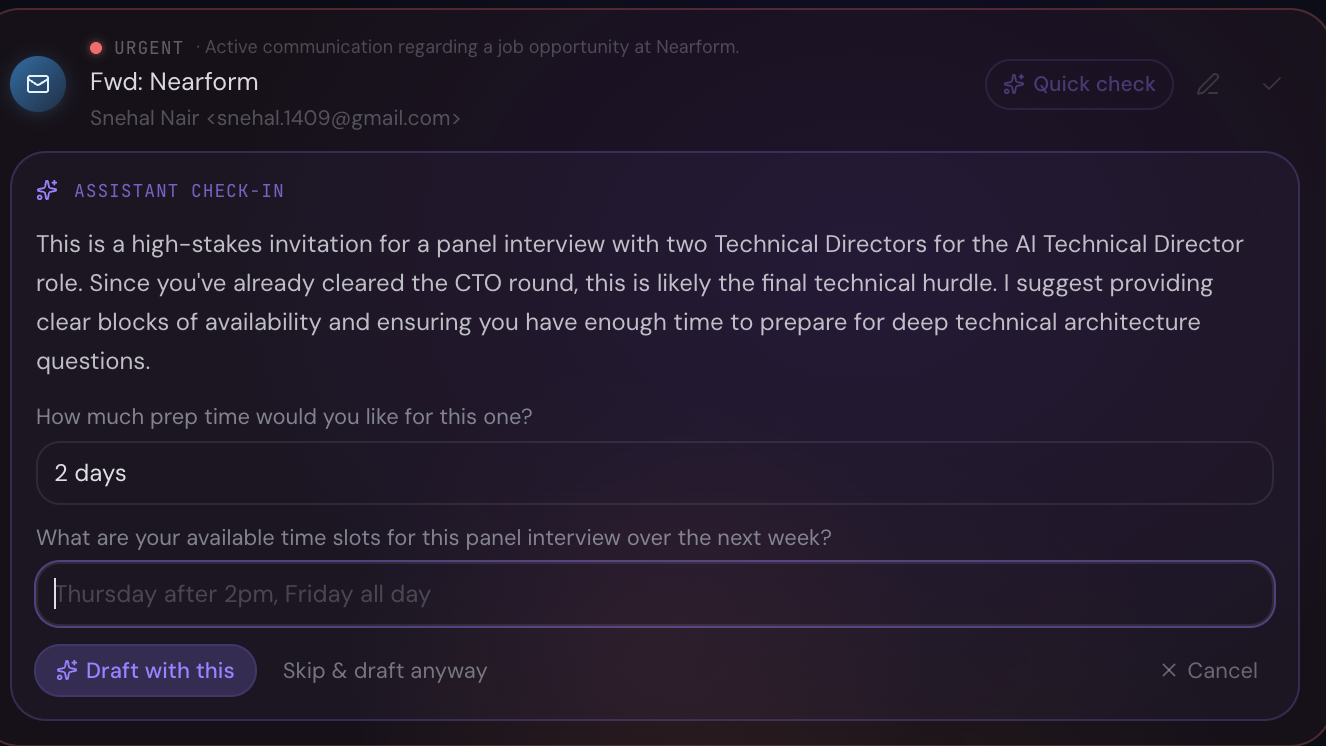 URGENT · Active communication regarding a job opportunity at Nearform.
Fwd: Nearform
Quick check
Snehal Nair <snehal.1409@gmail.com>
ASSISTANT CHECK-IN
This is a high-stakes invitation for a panel interview with two Technical Directors for the AI Technical Director
role. Since you've already cleared the CTO round, this is likely the final technical hurdle. I suggest providing
clear blocks of availability and ensuring you have enough time to prepare for deep technical architecture
questions.
How much prep time would you like for this one?
2 days
What are your available time slots for this panel interview over the next week?
Thursday after 2pm, Friday all day
Draft with this
Skip & draft anyway
Cancel